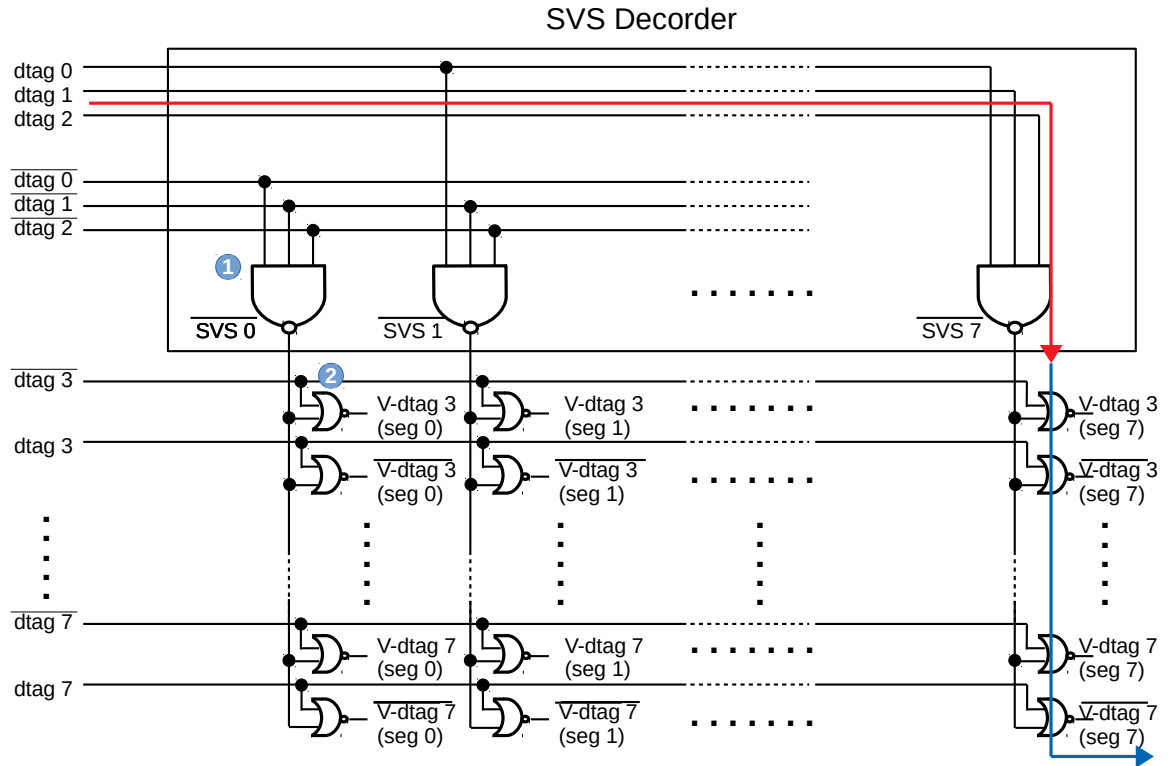 SVS Decorder
dtag 0
dtag 1
dtag 2
dtag 0
dtag 1
dtag 2
1
SVS 0
SVS 1
SVS 7
2
dtag 3
V-dtag 3
(seg 0)
V-dtag 3
(seg 1)
V-dtag 3
(seg 7)
dtag 3
V-dtag 3
(seg 0)
V-dtag 3
(seg 1)
V-dtag 3
(seg 7)
dtag 7
V-dtag 7
(seg 0)
V-dtag 7
(seg 1)
V-dtag 7
(seg 7)
dtag 7
V-dtag 7
(seg 0)
V-dtag 7
(seg 1)
V-dtag 7
(seg 7)